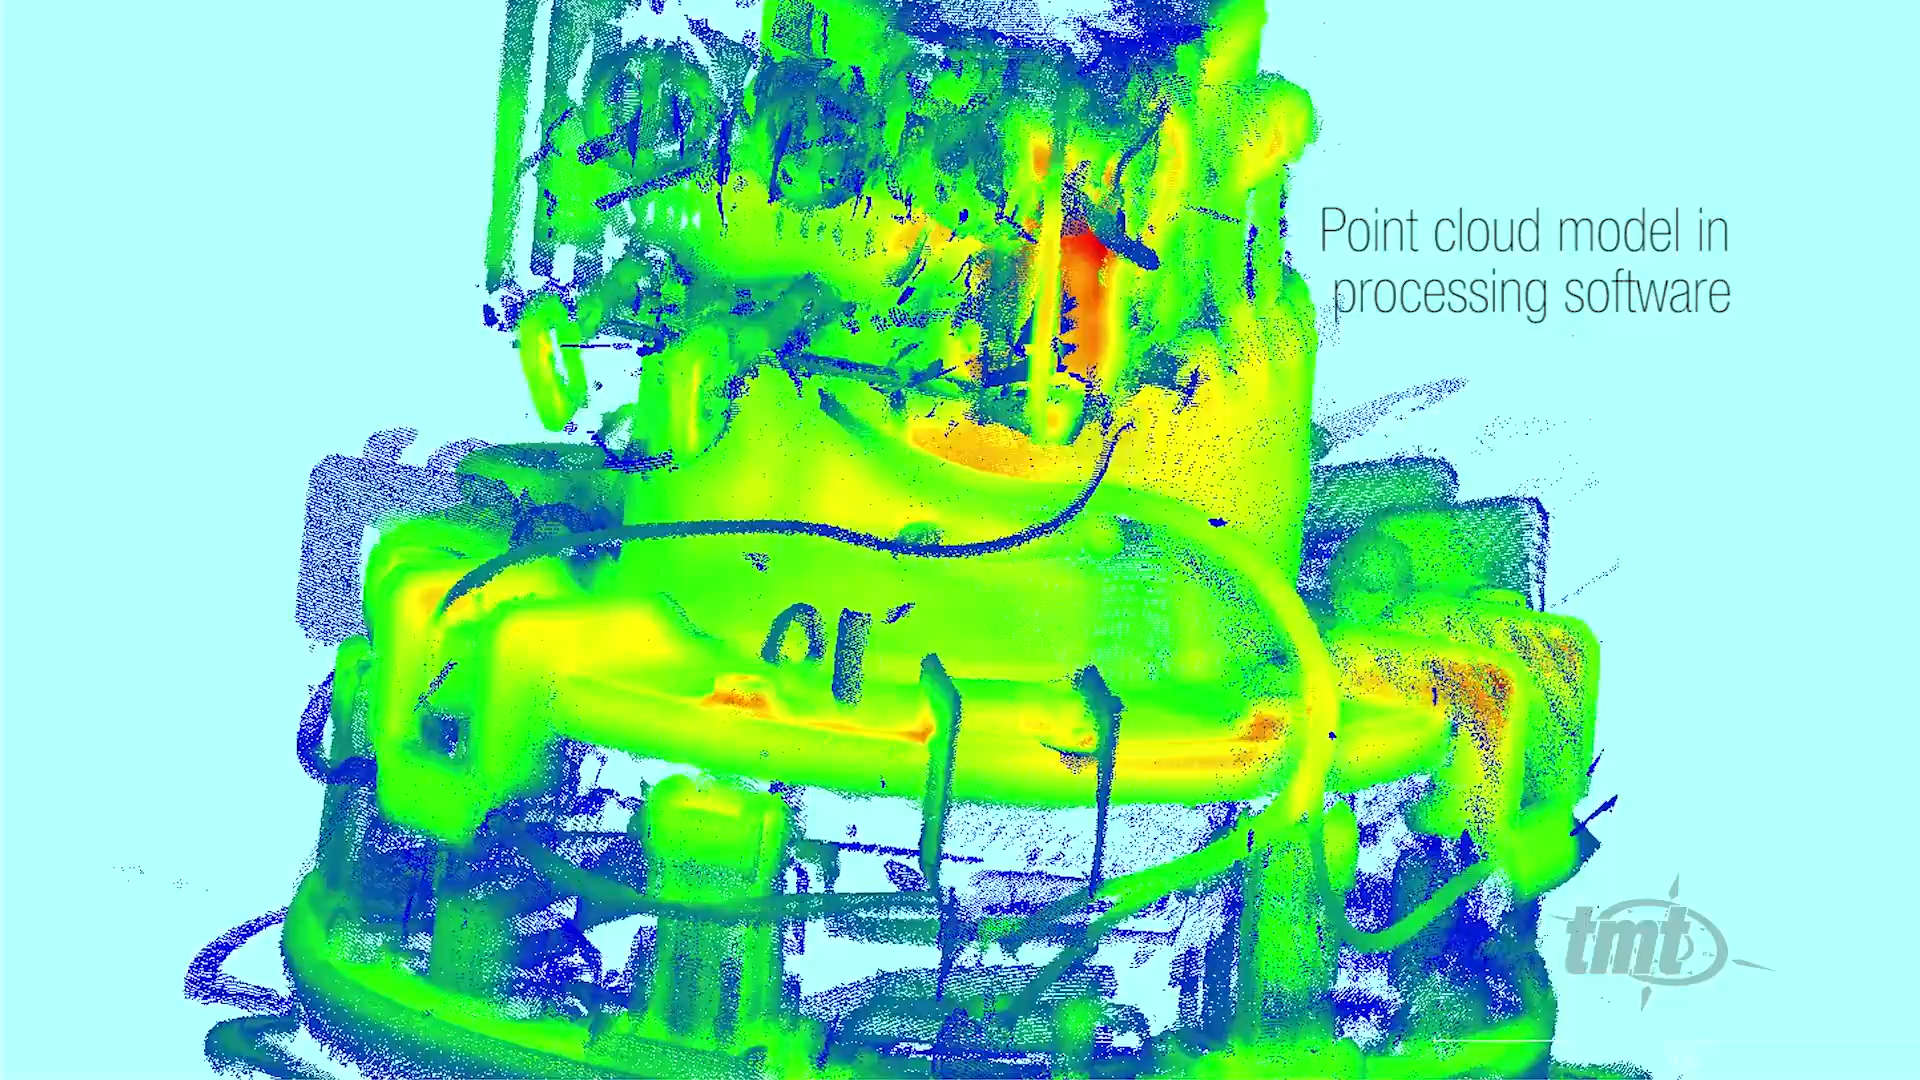 Point cloud model in
processing software
tmt